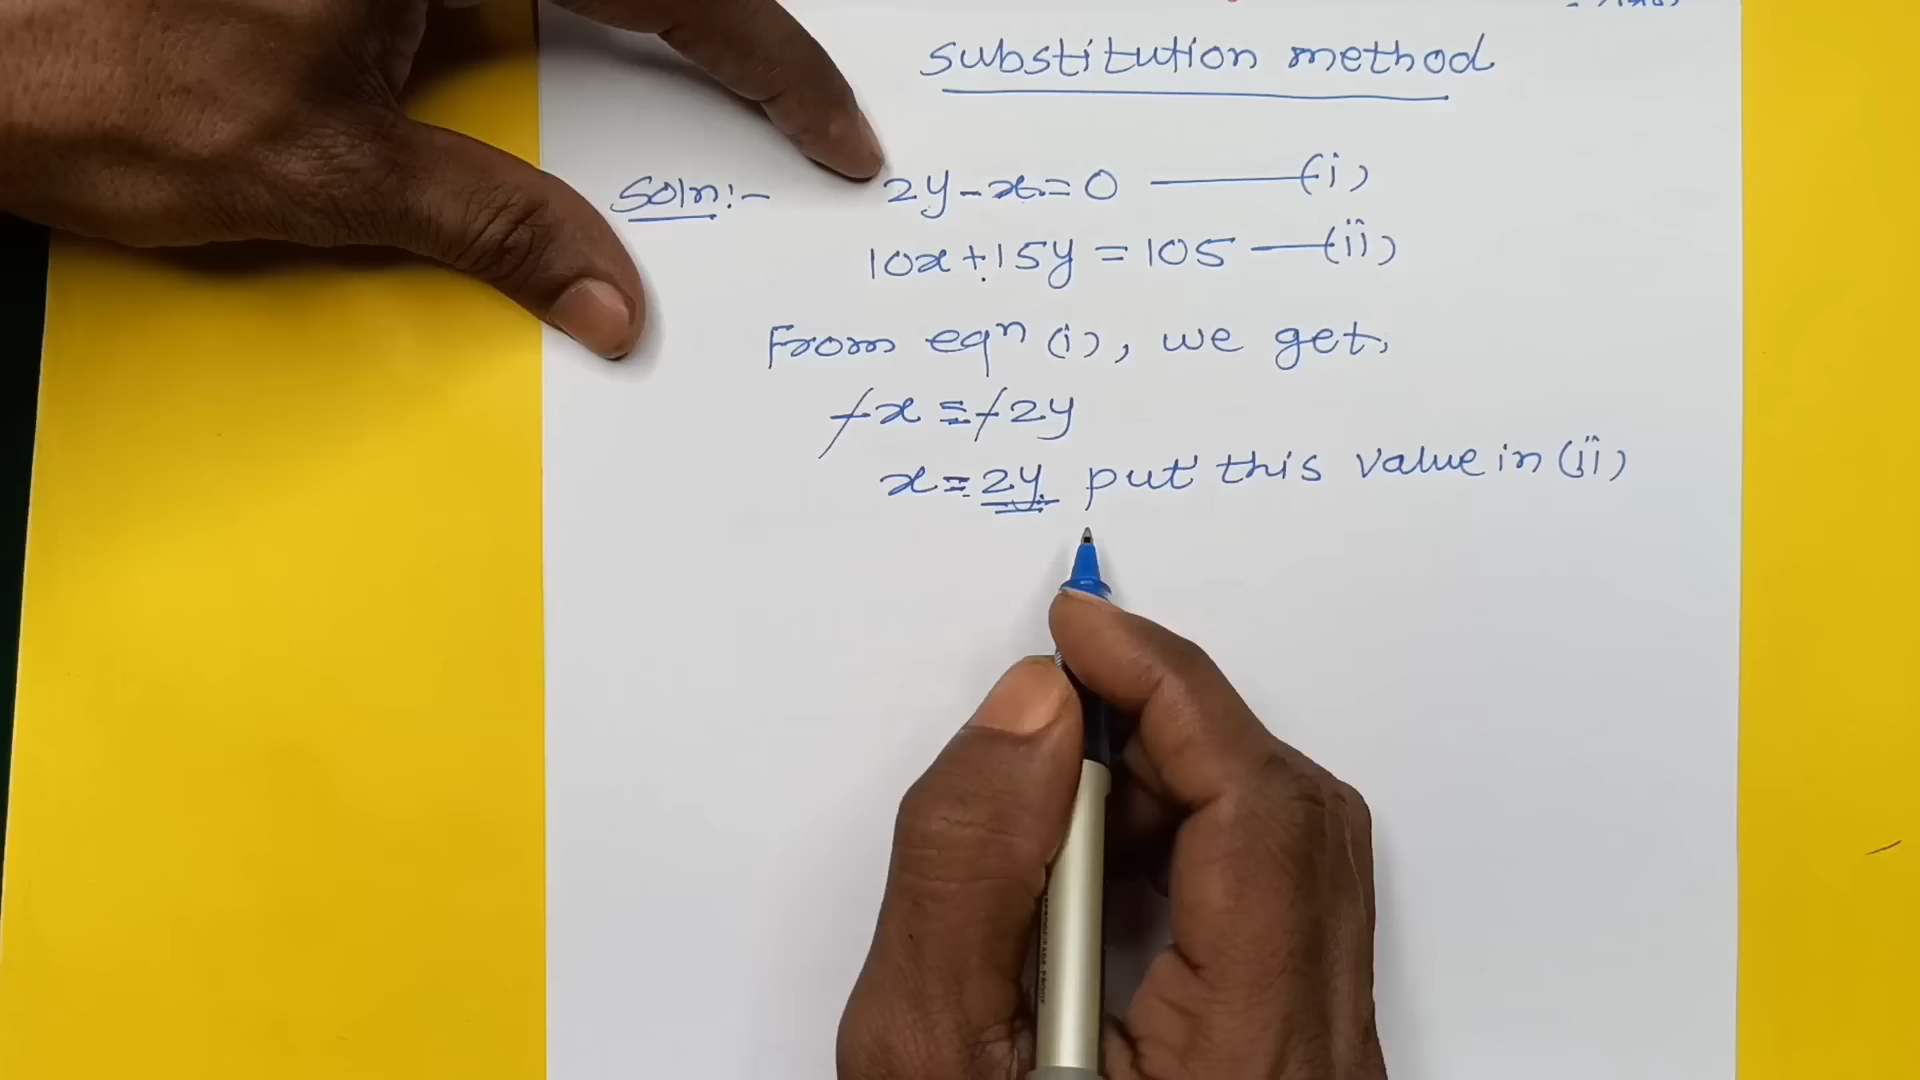 substitution method
Soln:- 2y-x=0 ——(i)
10x+15y=105 —(ii)
From eqⁿ (i), we get,
-x=-2y
x=2y put this value in (ii)